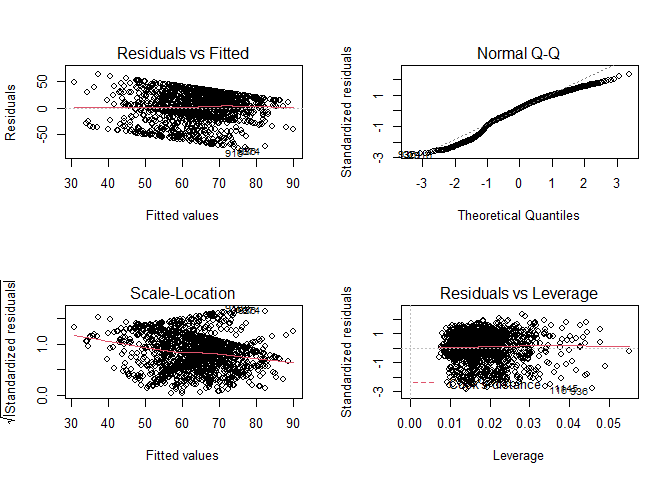 Residuals vs Fitted
Residuals
50
0
-50
30 40 50 60 70 80 90
Fitted values
Normal Q-Q
Standardized residuals
1
-1
-3
-3 -2 -1 0 1 2 3
Theoretical Quantiles
Scale-Location
√|Standardized residuals|
1.0
0.0
30 40 50 60 70 80 90
Fitted values
Residuals vs Leverage
Standardized residuals
1
-1
-3
Cook's distance
936
0.00 0.01 0.02 0.03 0.04 0.05
Leverage